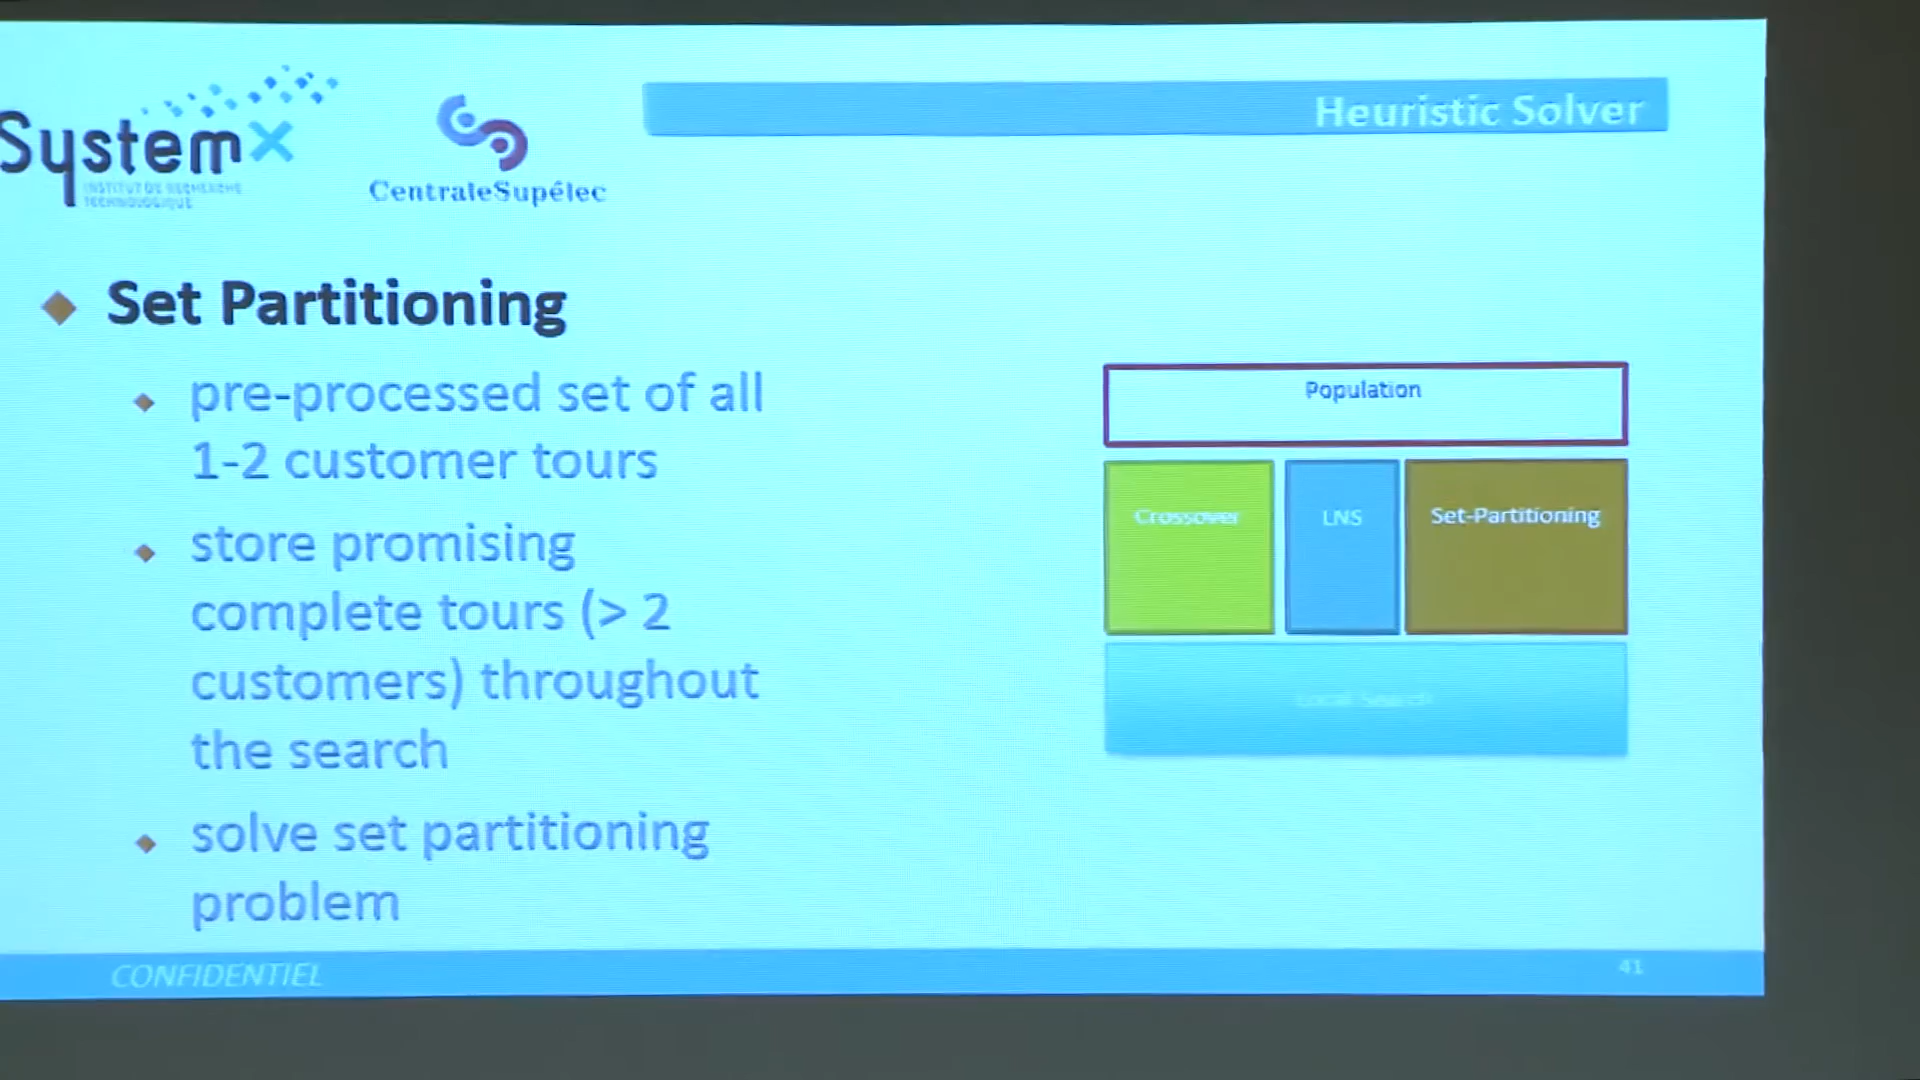 Heuristic Solver
SystemX
INSTITUT DE RECHERCHE
TECHNOLOGIQUE
CentraleSupélec
Set Partitioning
pre-processed set of all
1-2 customer tours
store promising
complete tours (> 2
customers) throughout
the search
solve set partitioning
problem
Population
Crossover
LNS
Set-Partitioning
Local Search
CONFIDENTIEL
41